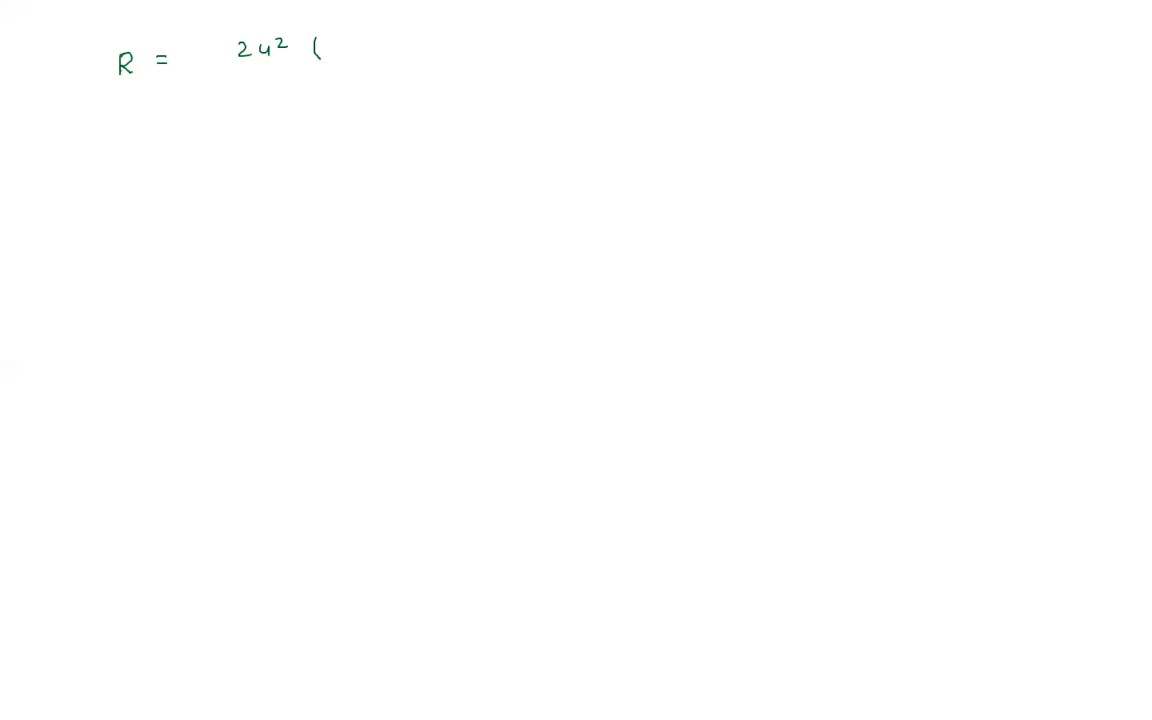 R = 2u² (